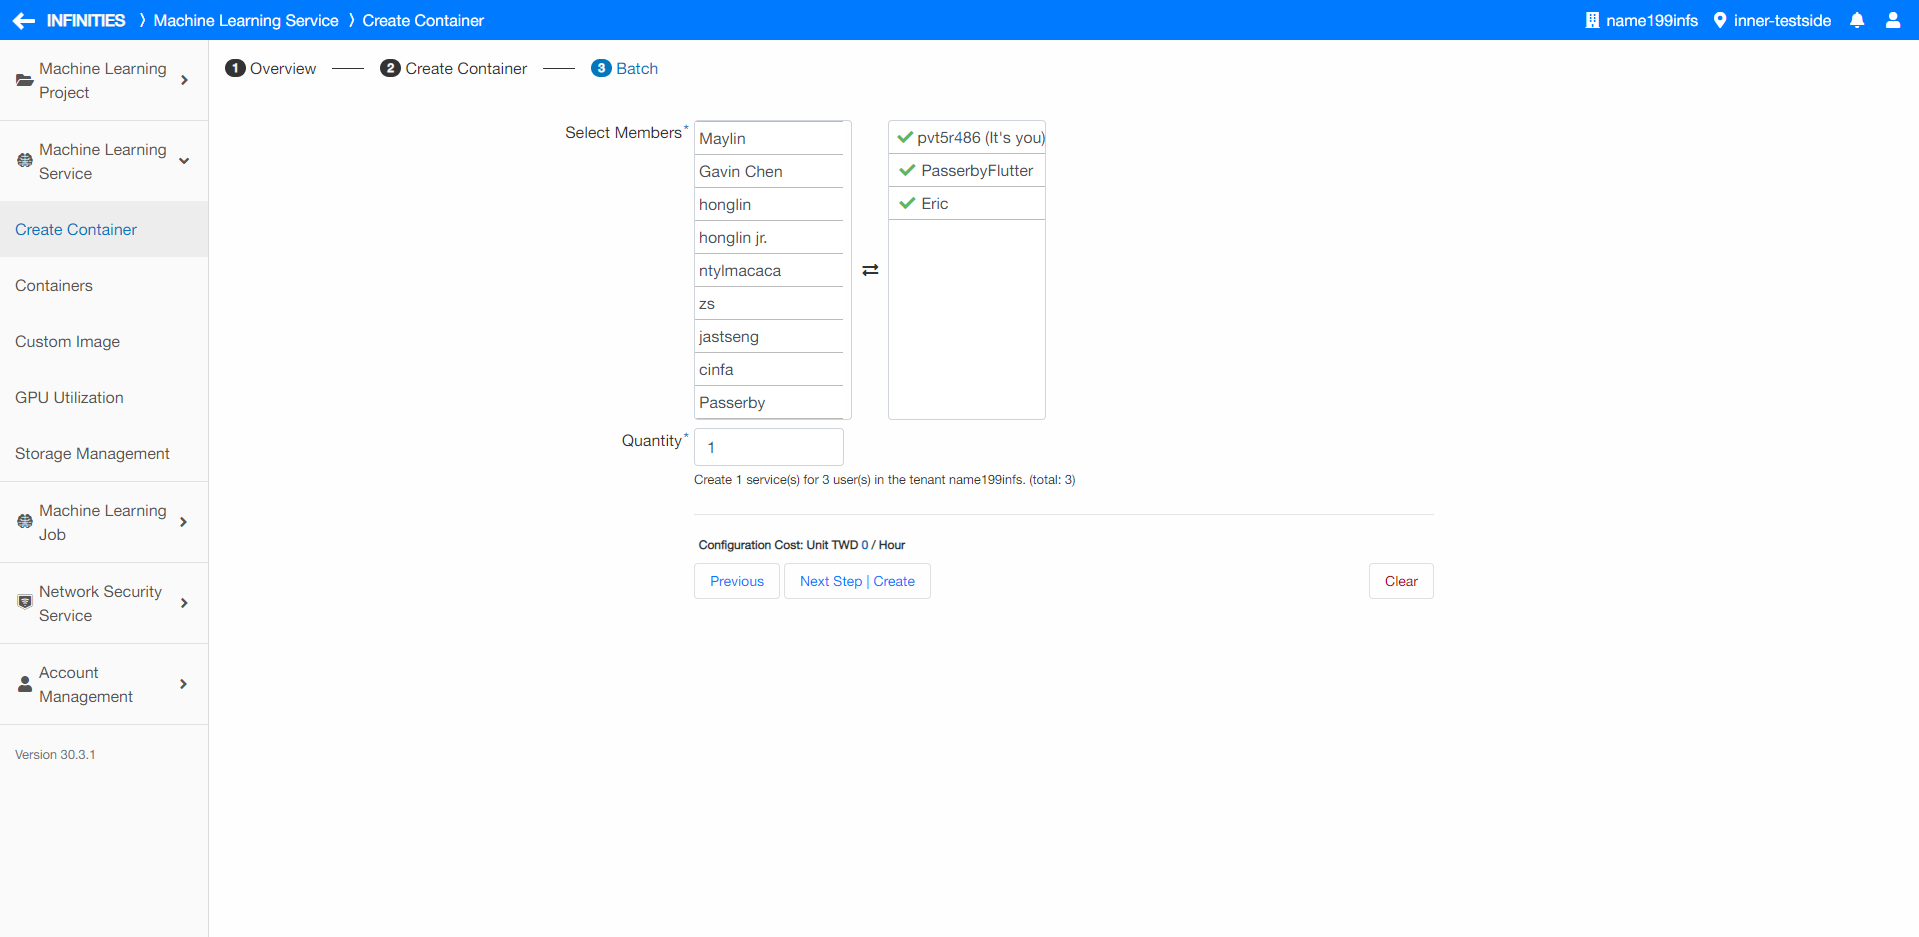 INFINITIES 〉 Machine Learning Service 〉 Create Container
name199infs inner-testside
Machine Learning
Project
Machine Learning
Service
Create Container
Containers
Custom Image
GPU Utilization
Storage Management
Machine Learning
Job
Network Security
Service
Account
Management
Version 30.3.1
1 Overview 2 Create Container 3 Batch
Select Members*
Maylin
Gavin Chen
honglin
honglin jr.
ntylmacaca
zs
jastseng
cinfa
Passerby
pvt5r486 (It's you)
PasserbyFlutter
Eric
Quantity* 1
Create 1 service(s) for 3 user(s) in the tenant name199infs. (total: 3)
Configuration Cost: Unit TWD 0 / Hour
Previous Next Step | Create Clear